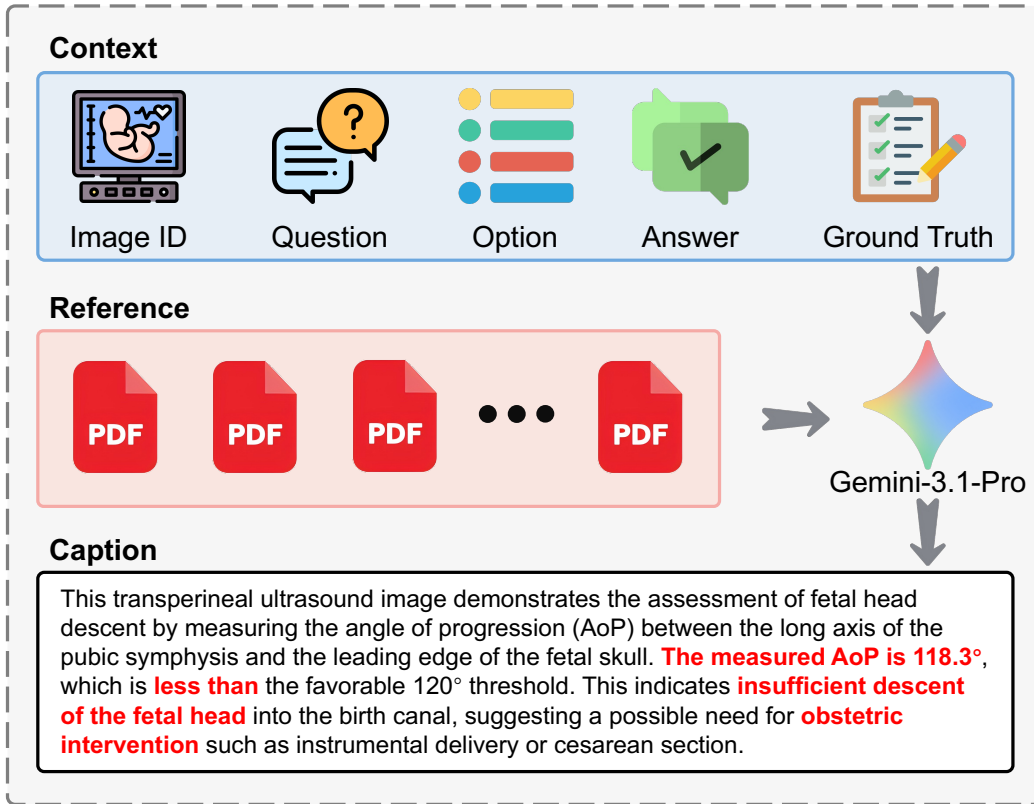 Context
?
Image ID
Question
Option
Answer
Ground Truth
Reference
PDF
PDF
PDF
PDF
Gemini-3.1-Pro
Caption
This transperineal ultrasound image demonstrates the assessment of fetal head
descent by measuring the angle of progression (AoP) between the long axis of the
pubic symphysis and the leading edge of the fetal skull. The measured AoP is 118.3°,
which is less than the favorable 120° threshold. This indicates insufficient descent
of the fetal head into the birth canal, suggesting a possible need for obstetric
intervention such as instrumental delivery or cesarean section.